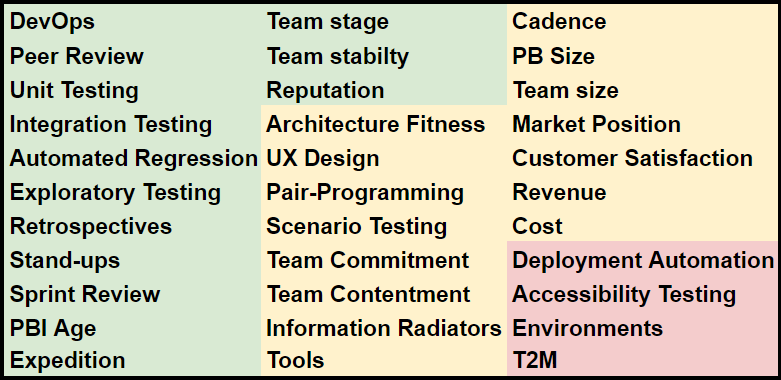 DevOps
Peer Review
Unit Testing
Integration Testing
Automated Regression
Exploratory Testing
Retrospectives
Stand-ups
Sprint Review
PBI Age
Expedition
Team stage
Team stabilty
Reputation
Architecture Fitness
UX Design
Pair-Programming
Scenario Testing
Team Commitment
Team Contentment
Information Radiators
Tools
Cadence
PB Size
Team size
Market Position
Customer Satisfaction
Revenue
Cost
Deployment Automation
Accessibility Testing
Environments
T2M